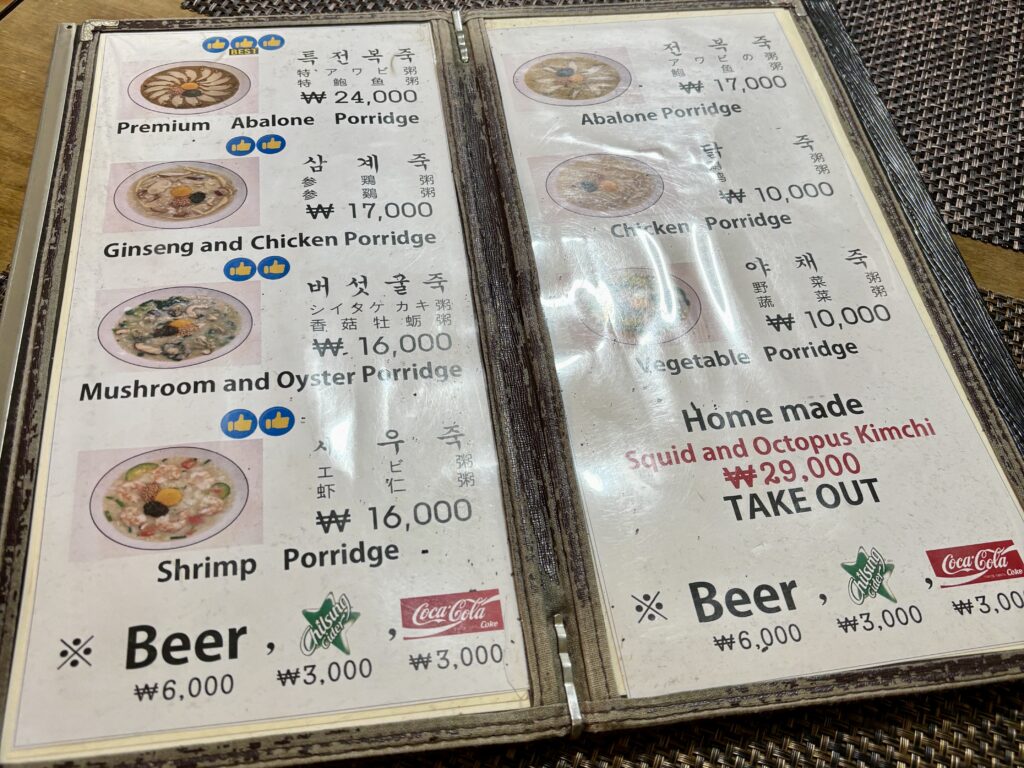 BEST
특 전 복 죽
特 ア ワ ビ 粥
特 鮑 魚 粥
₩ 24,000
Premium Abalone Porridge
삼 계 죽
参 鶏 粥
参 鷄 粥
₩ 17,000
Ginseng and Chicken Porridge
버 섯 굴 죽
シ イ タ ケ カ キ 粥
香 菇 牡 蛎 粥
₩ 16,000
Mushroom and Oyster Porridge
새 우 죽
エ ビ 粥
虾 仁 粥
₩ 16,000
Shrimp Porridge
※ Beer , Chilsung Cider , Coca-Cola Coke
₩6,000 ₩3,000 ₩3,000
전 복 죽
ア ワ ビ の 粥
鮑 魚 粥
₩ 17,000
Abalone Porridge
닭 죽
粥
粥
₩ 10,000
Chicken Porridge
야 채 죽
野 菜 粥
蔬 菜 粥
₩ 10,000
Vegetable Porridge
Home made
Squid and Octopus Kimchi
₩29,000
TAKE OUT
※ Beer , Chilsung Cider , Coca-Cola Coke
₩6,000 ₩3,000 ₩3,00